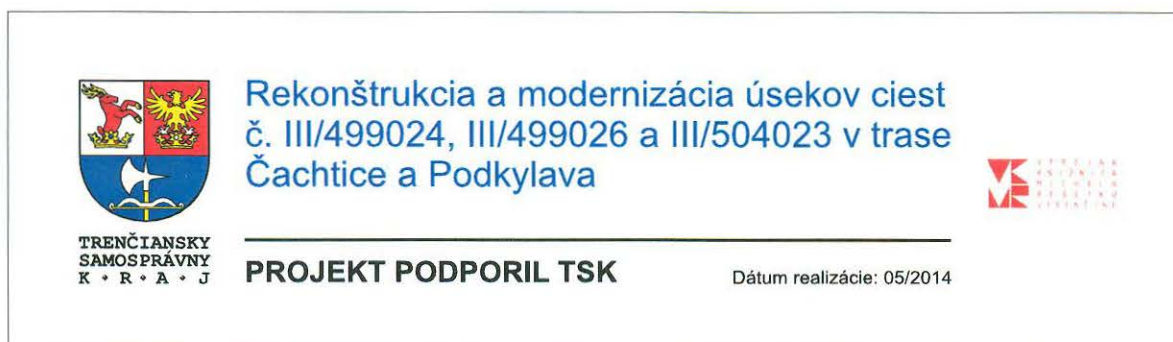 Rekonštrukcia a modernizácia úsekov ciest
č. III/499024, III/499026 a III/504023 v trase
Čachtice a Podkylava
TRENČIANSKY
SAMOSPRÁVNY
K • R • A • J
PROJEKT PODPORIL TSK
Dátum realizácie: 05/2014